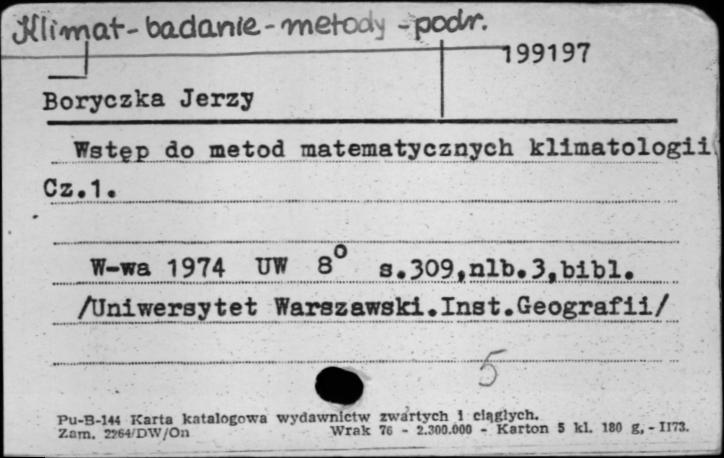 Klimat - badanie - metody - podr.
199197
Boryczka Jerzy
Wstęp do metod matematycznych klimatologii
Cz.1.
W-wa 1974 UW 8° s.309,nlb.3,bibl.
/Uniwersytet Warszawski.Inst.Geografii/
5
Pu-B-144 Karta katalogowa wydawnictw zwartych i ciągłych.
Zam. 2264/DW/On Wrak 76 - 2.300.000 - Karton 5 kl. 180 g, - I173.